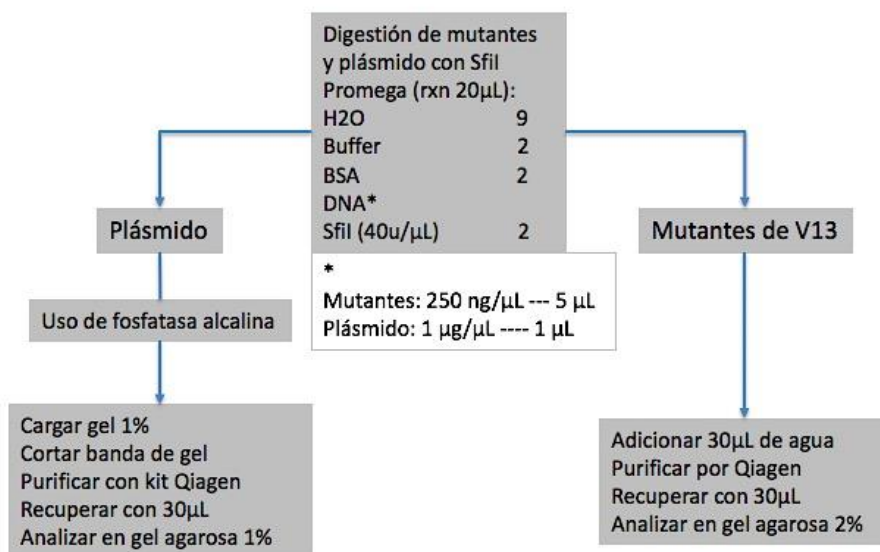 Digestión de mutantes
y plásmido con SfiI
Promega (rxn 20µL):
H2O 9
Buffer 2
BSA 2
DNA*
SfiI (40u/µL) 2
*
Mutantes: 250 ng/µL --- 5 µL
Plásmido: 1 µg/µL ---- 1 µL
Plásmido
Uso de fosfatasa alcalina
Cargar gel 1%
Cortar banda de gel
Purificar con kit Qiagen
Recuperar con 30µL
Analizar en gel agarosa 1%
Mutantes de V13
Adicionar 30µL de agua
Purificar por Qiagen
Recuperar con 30µL
Analizar en gel agarosa 2%